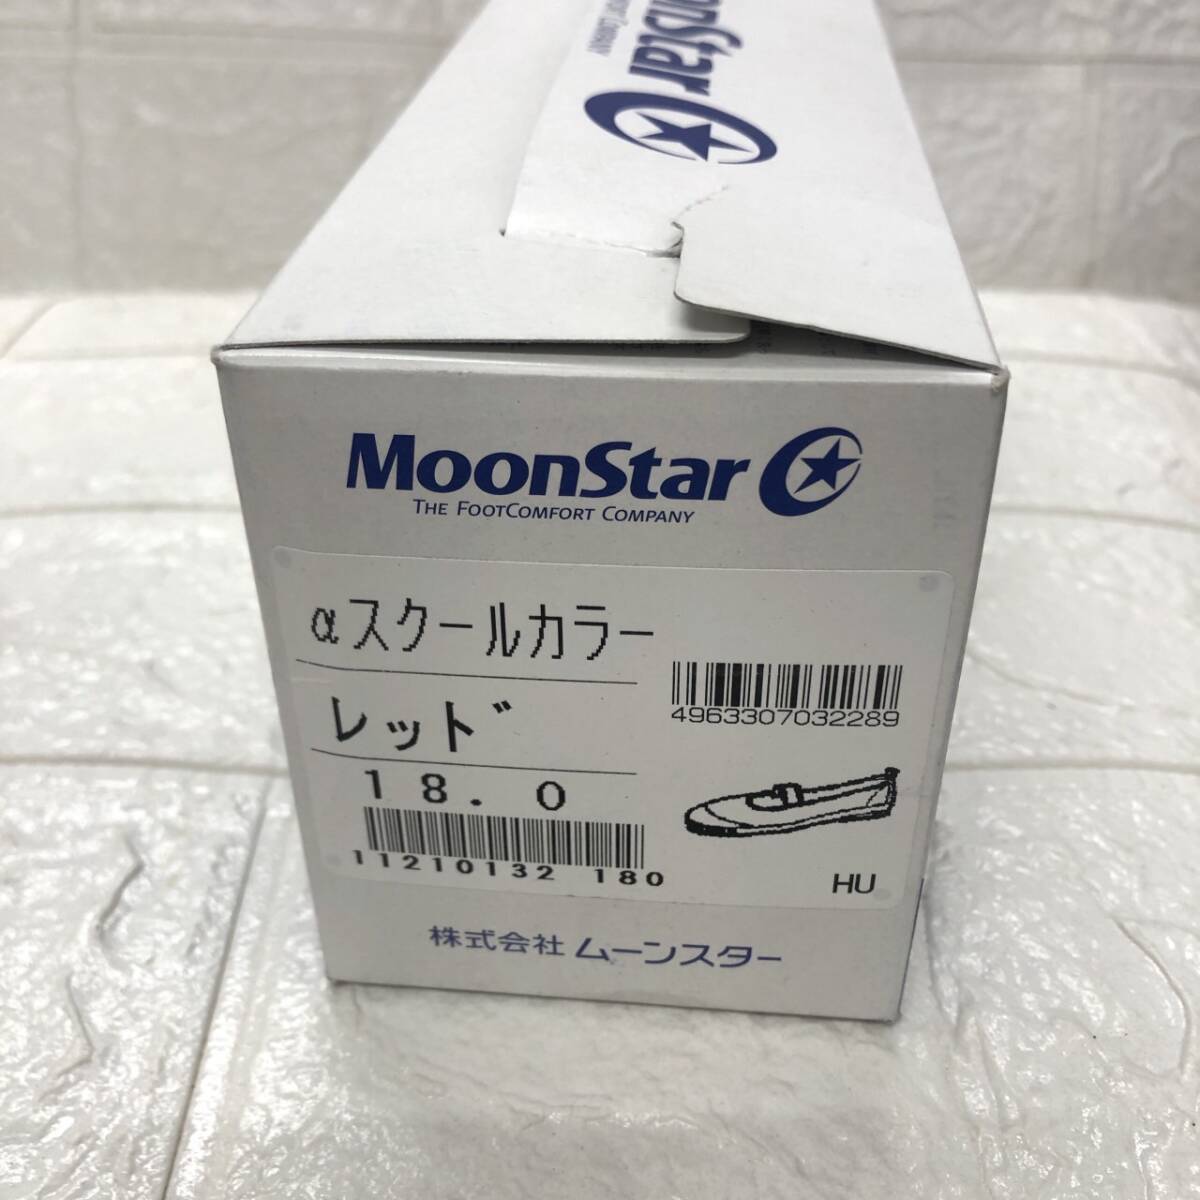 onStar
MoonStar
THE FOOTCOMFORT COMPANY
αスクールカラー
レッド
18.0
11210132 180
4963307032289
HU
株式会社 ムーンスター